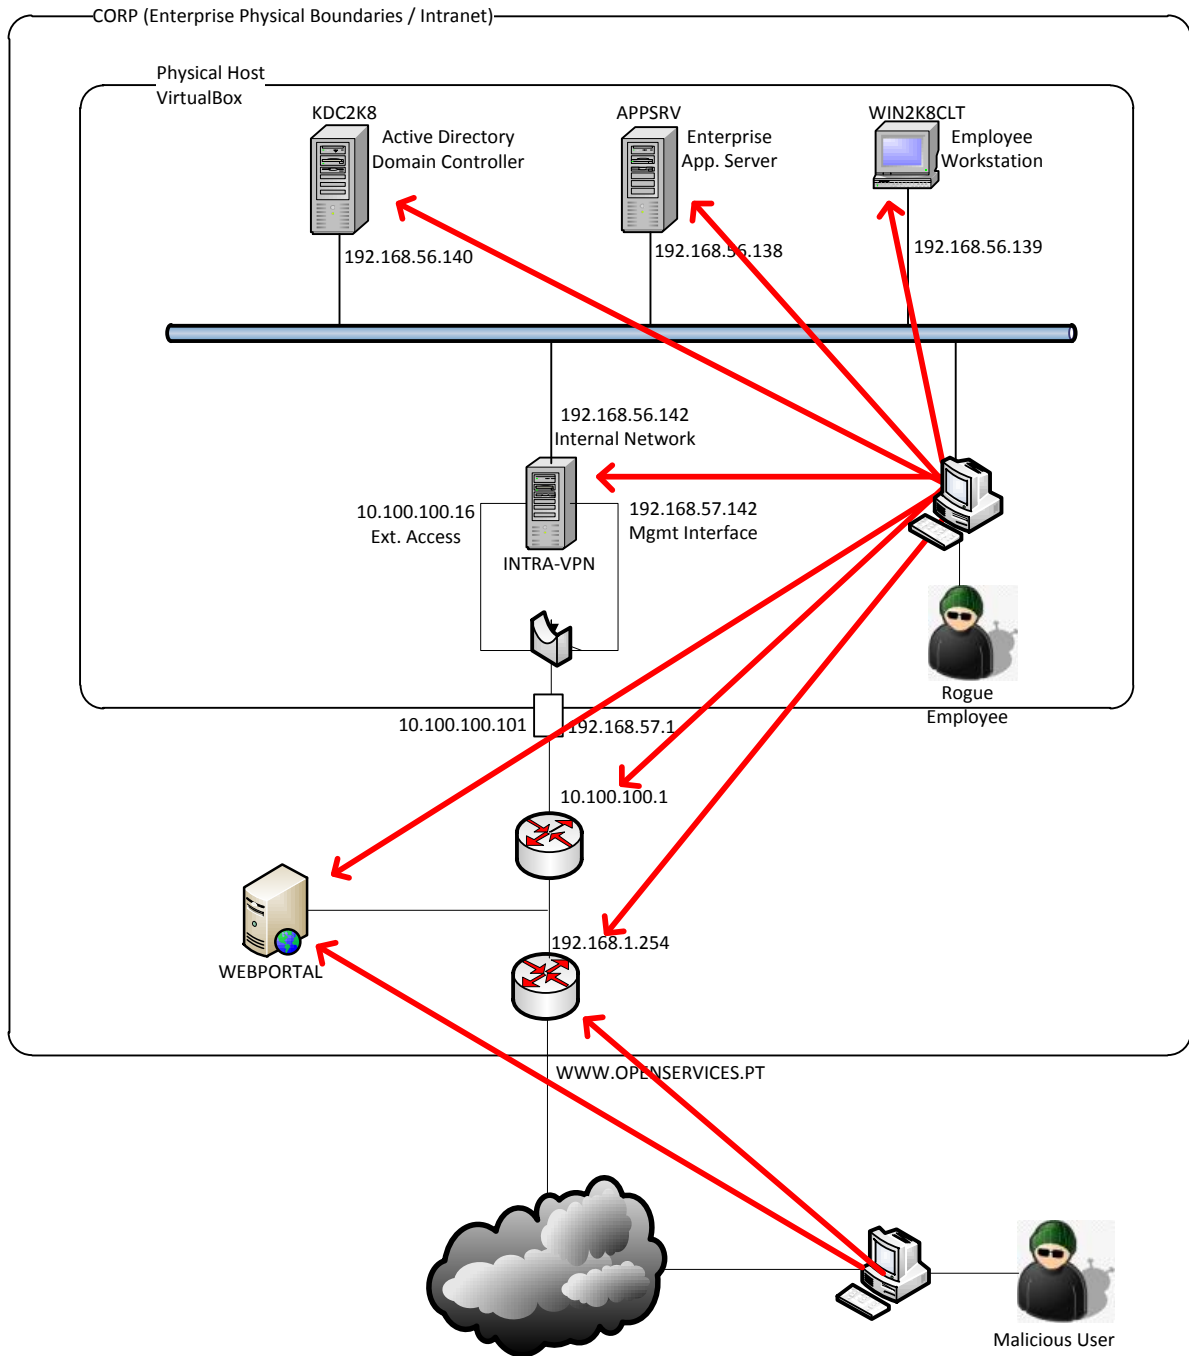 CORP (Enterprise Physical Boundaries / Intranet)
Physical Host
VirtualBox
KDC2K8
Active Directory
Domain Controller
192.168.56.140
APPSRV
Enterprise
App. Server
192.168.56.138
WIN2K8CLT
Employee
Workstation
192.168.56.139
192.168.56.142
Internal Network
10.100.100.16
Ext. Access
192.168.57.142
Mgmt Interface
INTRA-VPN
Rogue
Employee
10.100.100.101
192.168.57.1
10.100.100.1
WEBPORTAL
192.168.1.254
WWW.OPENSERVICES.PT
Malicious User